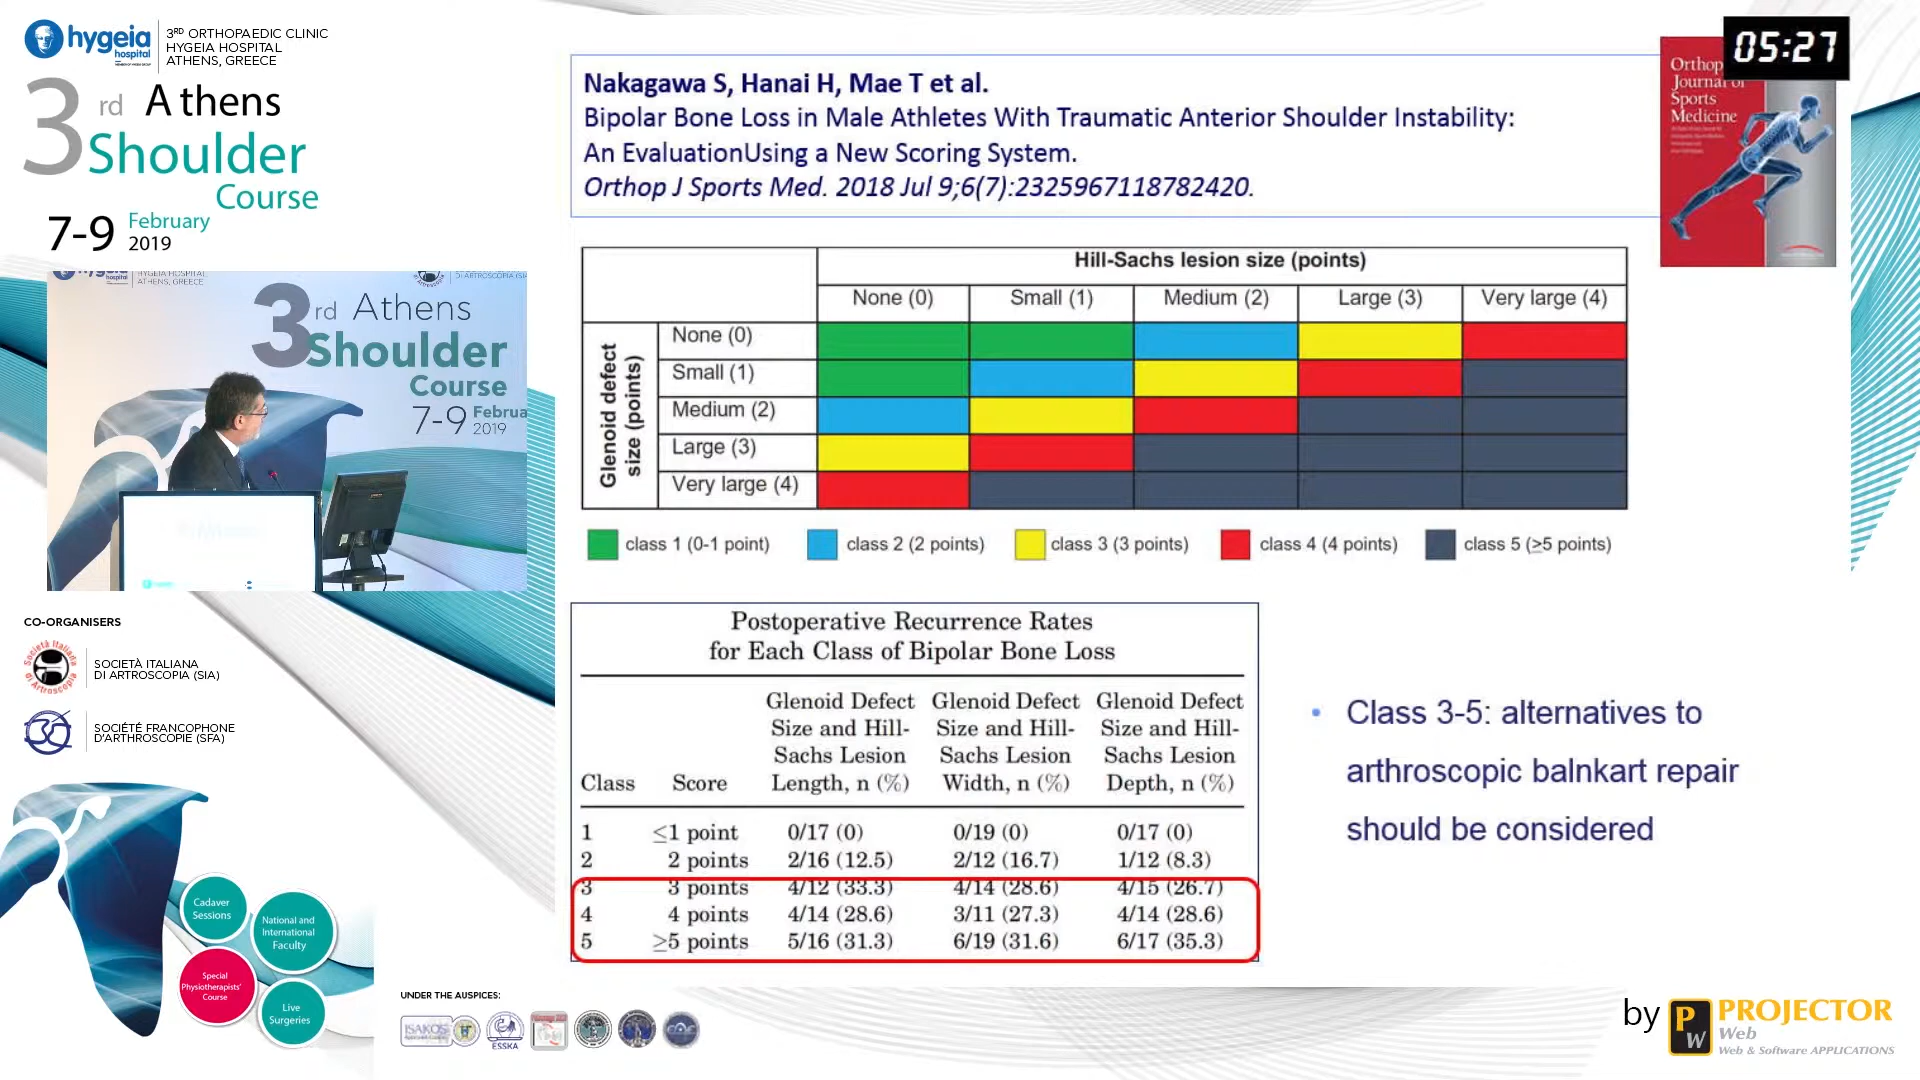 hygeia
hospital
3RD ORTHOPAEDIC CLINIC
HYGEIA HOSPITAL
ATHENS, GREECE
3rd Athens
Shoulder
Course
7-9 February
2019
HYGEIA HOSPITAL
ATHENS, GREECE
3rd Athens
Shoulder
Course
7-9 Februa
2019
CO-ORGANISERS
Società Italiana
di Artroscopia
SOCIETÀ ITALIANA
DI ARTROSCOPIA (SIA)
SOCIÉTÉ FRANCOPHONE
D'ARTHROSCOPIE (SFA)
Cadaver
Sessions
National and
International
Faculty
Special
Physiotherapists'
Course
Live
Surgeries
UNDER THE AUSPICES:
ISAKOS
ESSKA
Nakagawa S, Hanai H, Mae T et al.
Bipolar Bone Loss in Male Athletes With Traumatic Anterior Shoulder Instability:
An EvaluationUsing a New Scoring System.
Orthop J Sports Med. 2018 Jul 9;6(7):2325967118782420.
05:27
Orthop
Journal of
Sports
Medicine
Hill-Sachs lesion size (points)
None (0) Small (1) Medium (2) Large (3) Very large (4)
Glenoid defect
size (points)
None (0)
Small (1)
Medium (2)
Large (3)
Very large (4)
class 1 (0-1 point) class 2 (2 points) class 3 (3 points) class 4 (4 points) class 5 (≥5 points)
Postoperative Recurrence Rates
for Each Class of Bipolar Bone Loss
Glenoid Defect Glenoid Defect Glenoid Defect
Size and Hill- Size and Hill- Size and Hill-
Sachs Lesion Sachs Lesion Sachs Lesion
Class Score Length, n (%) Width, n (%) Depth, n (%)
1 ≤1 point 0/17 (0) 0/19 (0) 0/17 (0)
2 2 points 2/16 (12.5) 2/12 (16.7) 1/12 (8.3)
3 3 points 4/12 (33.3) 4/14 (28.6) 4/15 (26.7)
4 4 points 4/14 (28.6) 3/11 (27.3) 4/14 (28.6)
5 ≥5 points 5/16 (31.3) 6/19 (31.6) 6/17 (35.3)
• Class 3-5: alternatives to
arthroscopic balnkart repair
should be considered
by PW PROJECTOR
Web
Web & Software APPLICATIONS